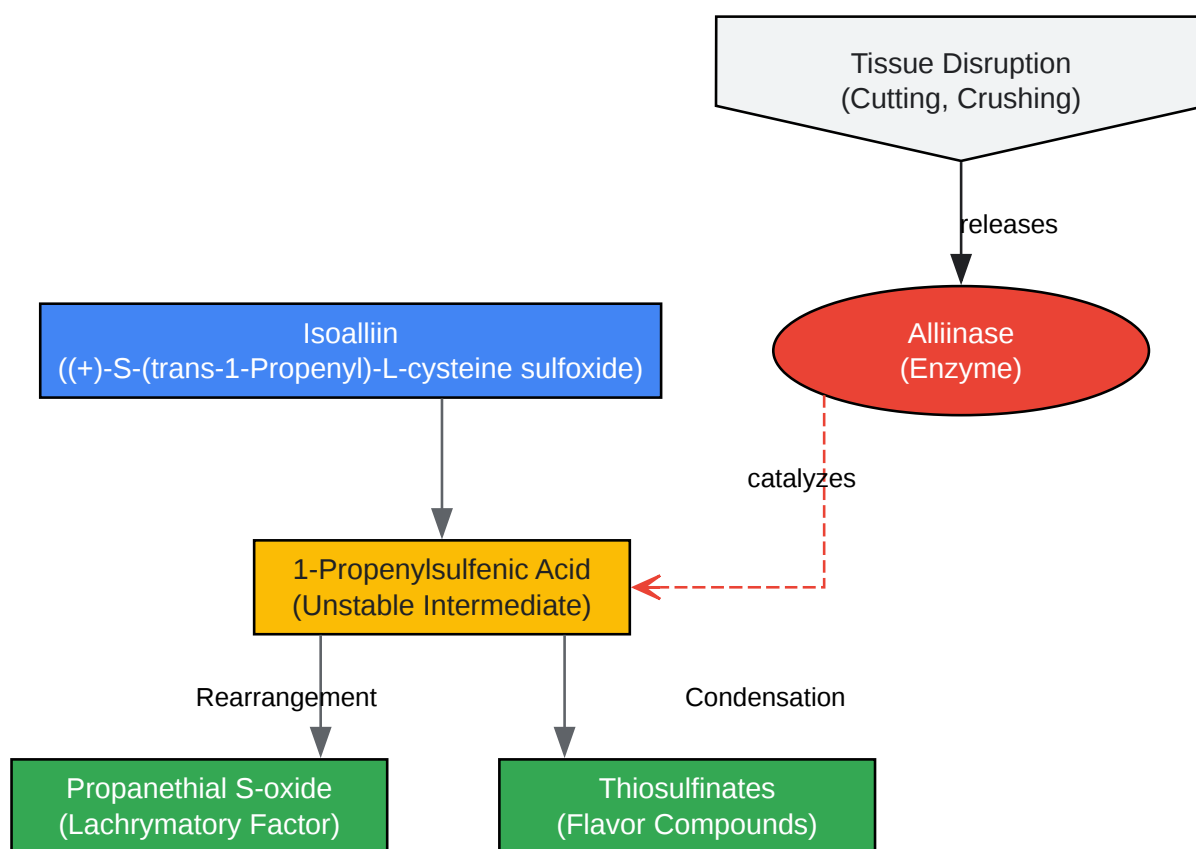 Tissue Disruption
(Cutting, Crushing)
releases
Isoalliin
((+)-S-(trans-1-Propenyl)-L-cysteine sulfoxide)
Alliinase
(Enzyme)
catalyzes
1-Propenylsulfenic Acid
(Unstable Intermediate)
Rearrangement
Condensation
Propanethial S-oxide
(Lachrymatory Factor)
Thiosulfinates
(Flavor Compounds)